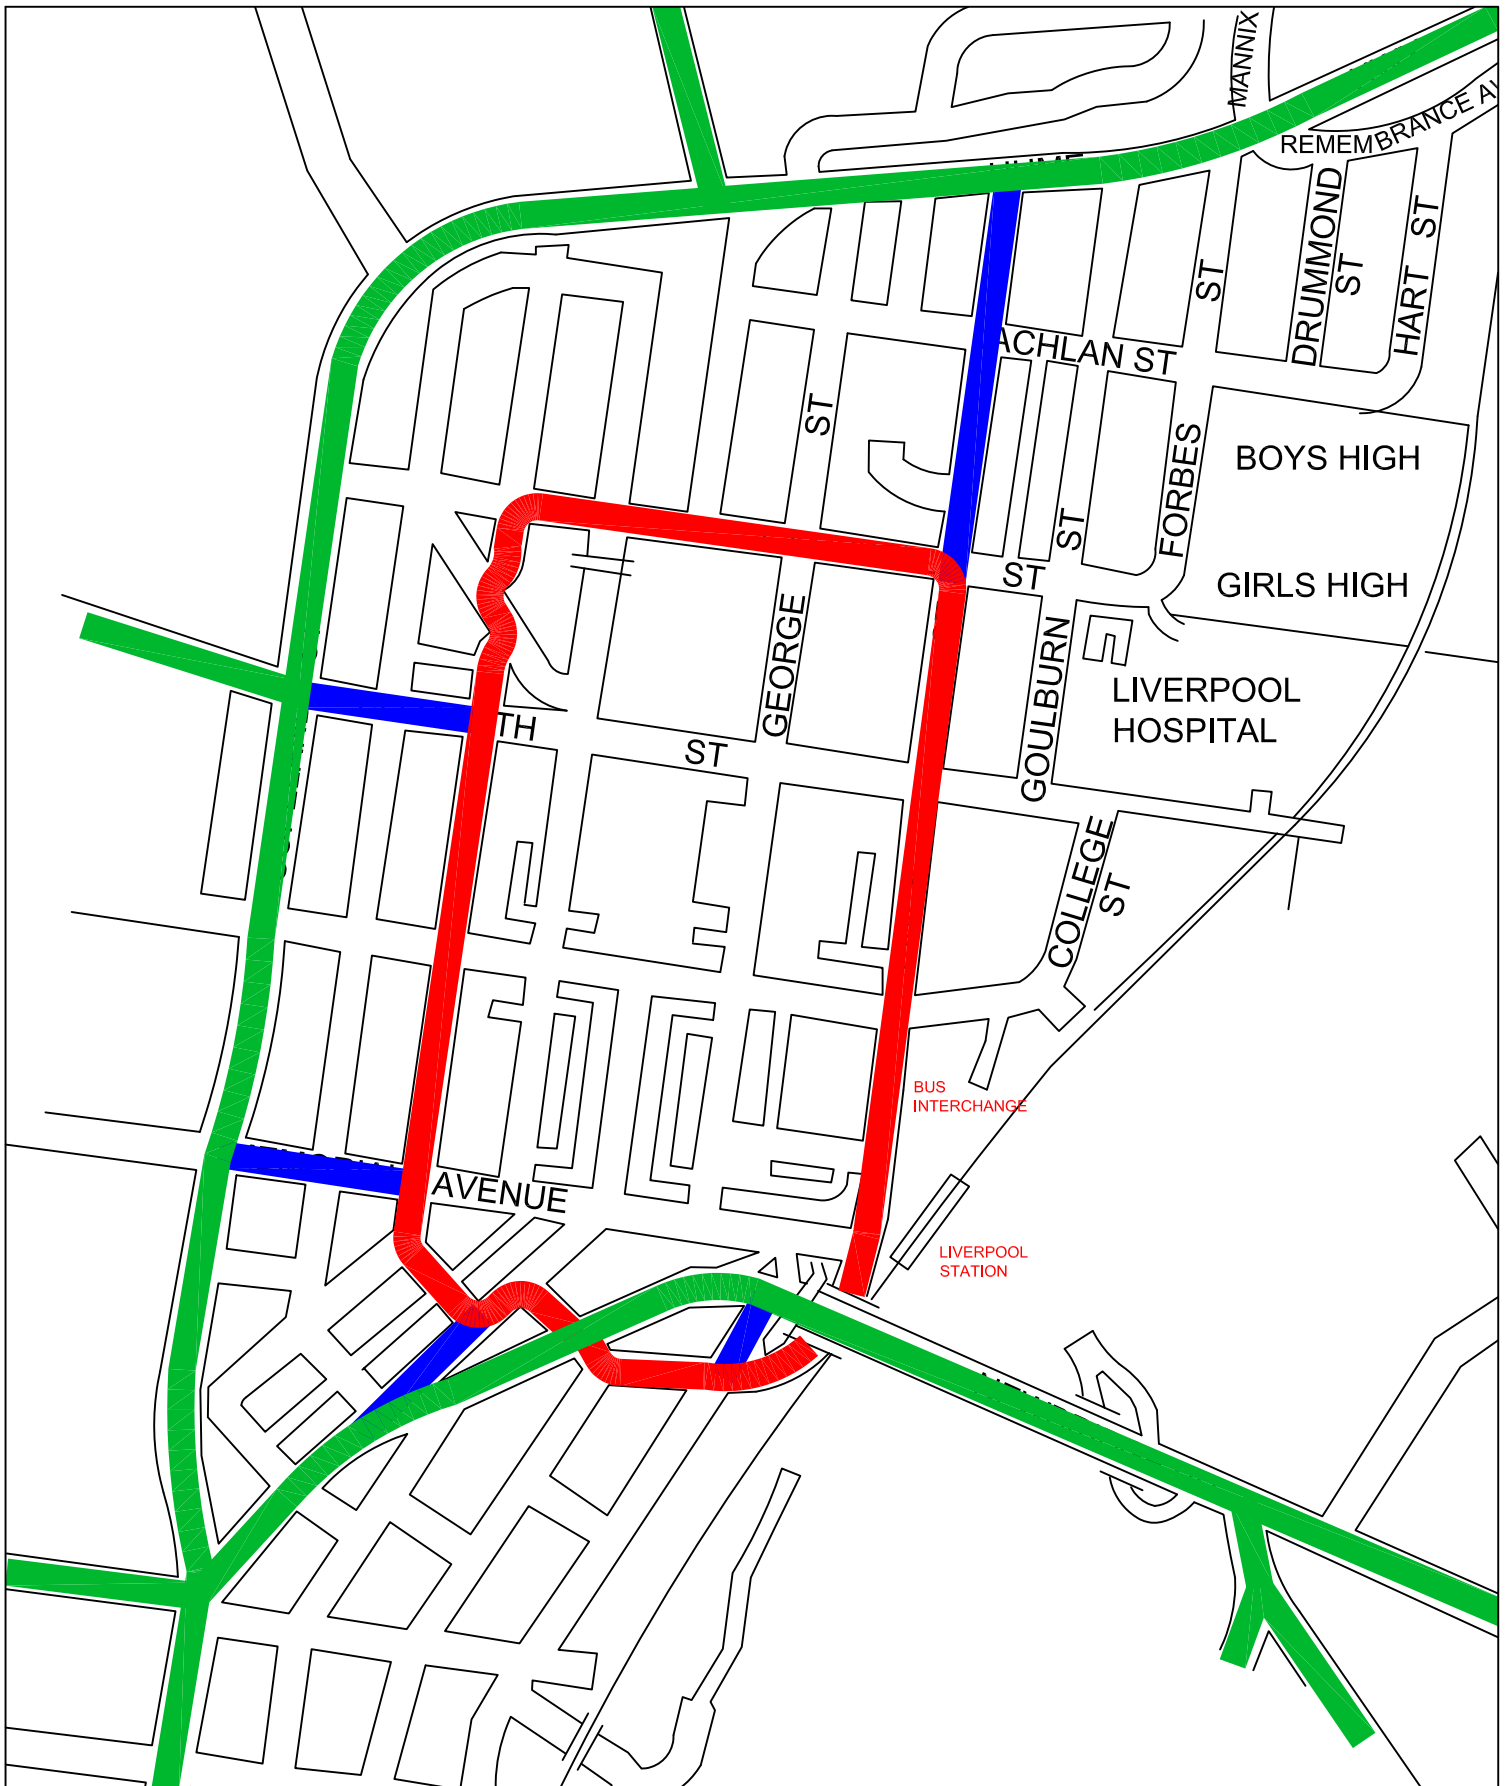 MANNIX
REMEMBRANCE AV
ST
DRUMMOND
ST
HART ST
ACHLAN ST
ST
FORBES
BOYS HIGH
ST
ST
GIRLS HIGH
GEORGE
GOULBURN
LIVERPOOL
HOSPITAL
TH
ST
COLLEGE
ST
BUS
INTERCHANGE
AVENUE
LIVERPOOL
STATION